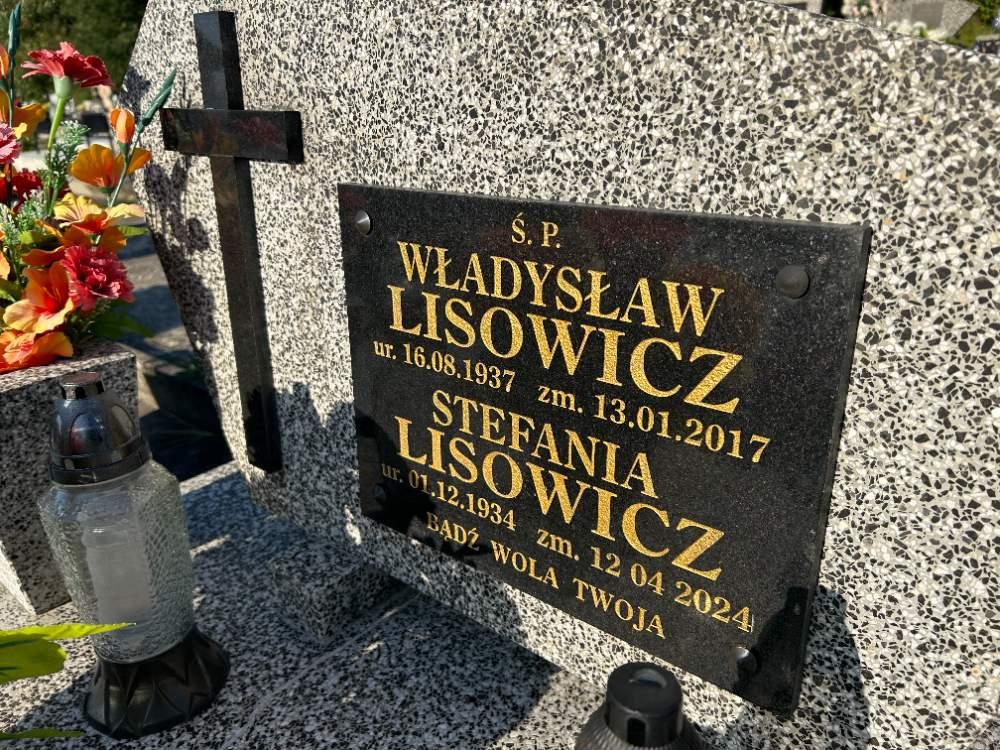 Ś. P.
WŁADYSŁAW
LISOWICZ
ur. 16.08.1937 zm. 13.01.2017
STEFANIA
LISOWICZ
ur. 01.12.1934 zm. 12 04 2024
BĄDŹ WOLA TWOJA